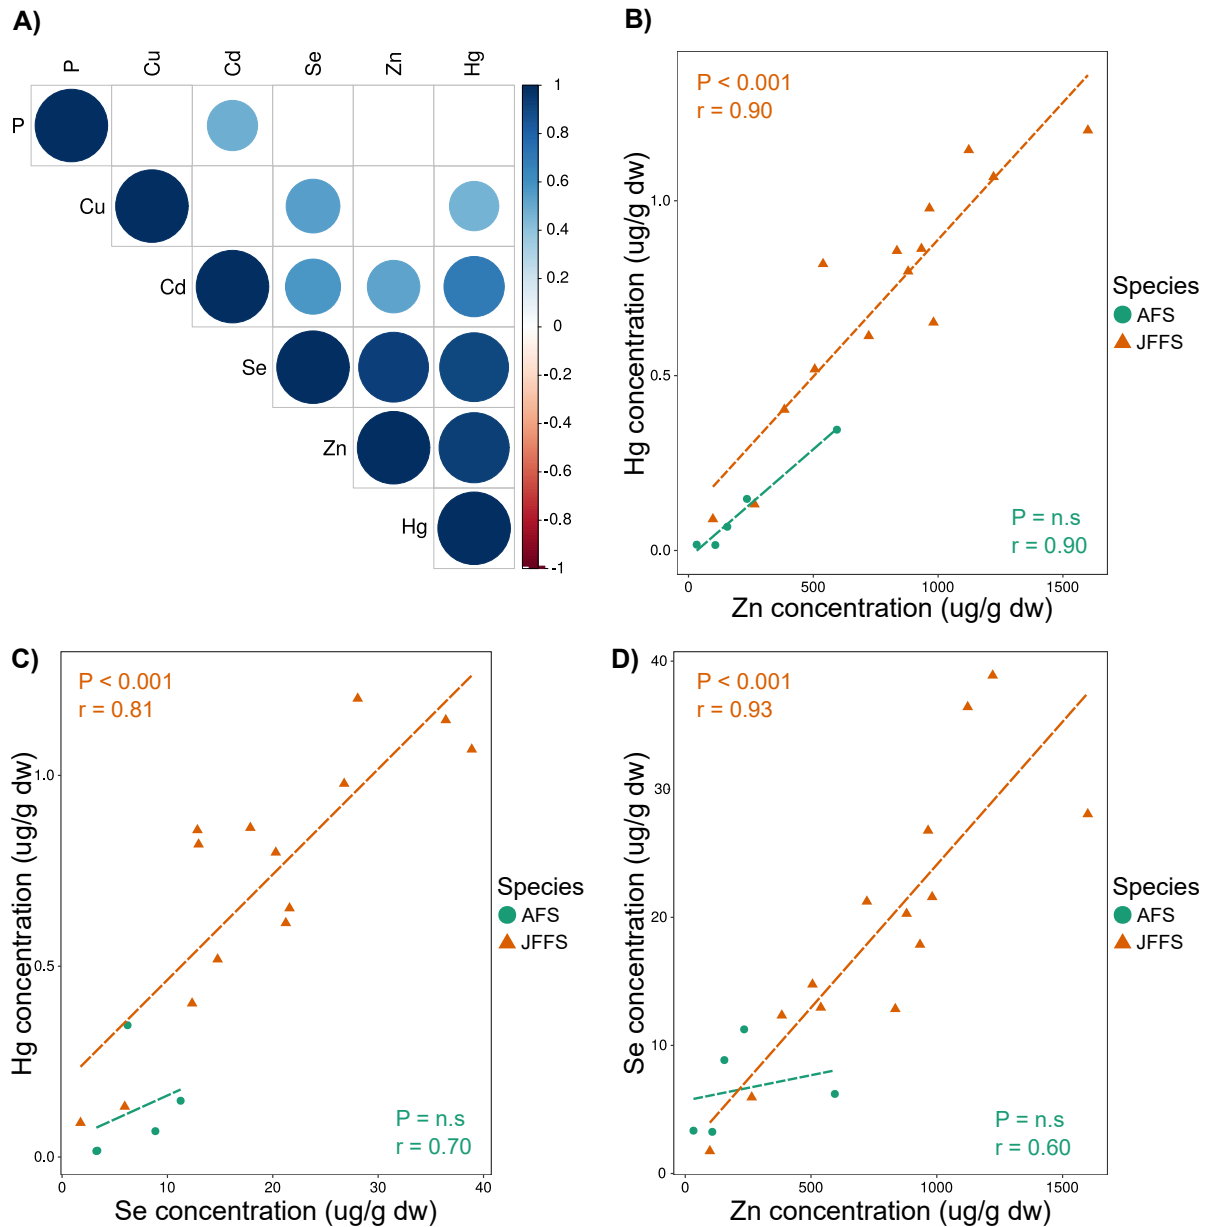 A)
P Cu Cd Se Zn Hg
P
Cu
Cd
Se
Zn
Hg
1
0.8
0.6
0.4
0.2
0
-0.2
-0.4
-0.6
-0.8
-1
B)
P < 0.001
r = 0.90
Hg concentration (ug/g dw)
1.0
0.5
0.0
P = n.s
r = 0.90
0 500 1000 1500
Zn concentration (ug/g dw)
Species
AFS
JFFS
C)
P < 0.001
r = 0.81
Hg concentration (ug/g dw)
1.0
0.5
0.0
P = n.s
r = 0.70
0 10 20 30 40
Se concentration (ug/g dw)
Species
AFS
JFFS
D)
P < 0.001
r = 0.93
Se concentration (ug/g dw)
40
30
20
10
0
P = n.s
r = 0.60
0 500 1000 1500
Zn concentration (ug/g dw)
Species
AFS
JFFS